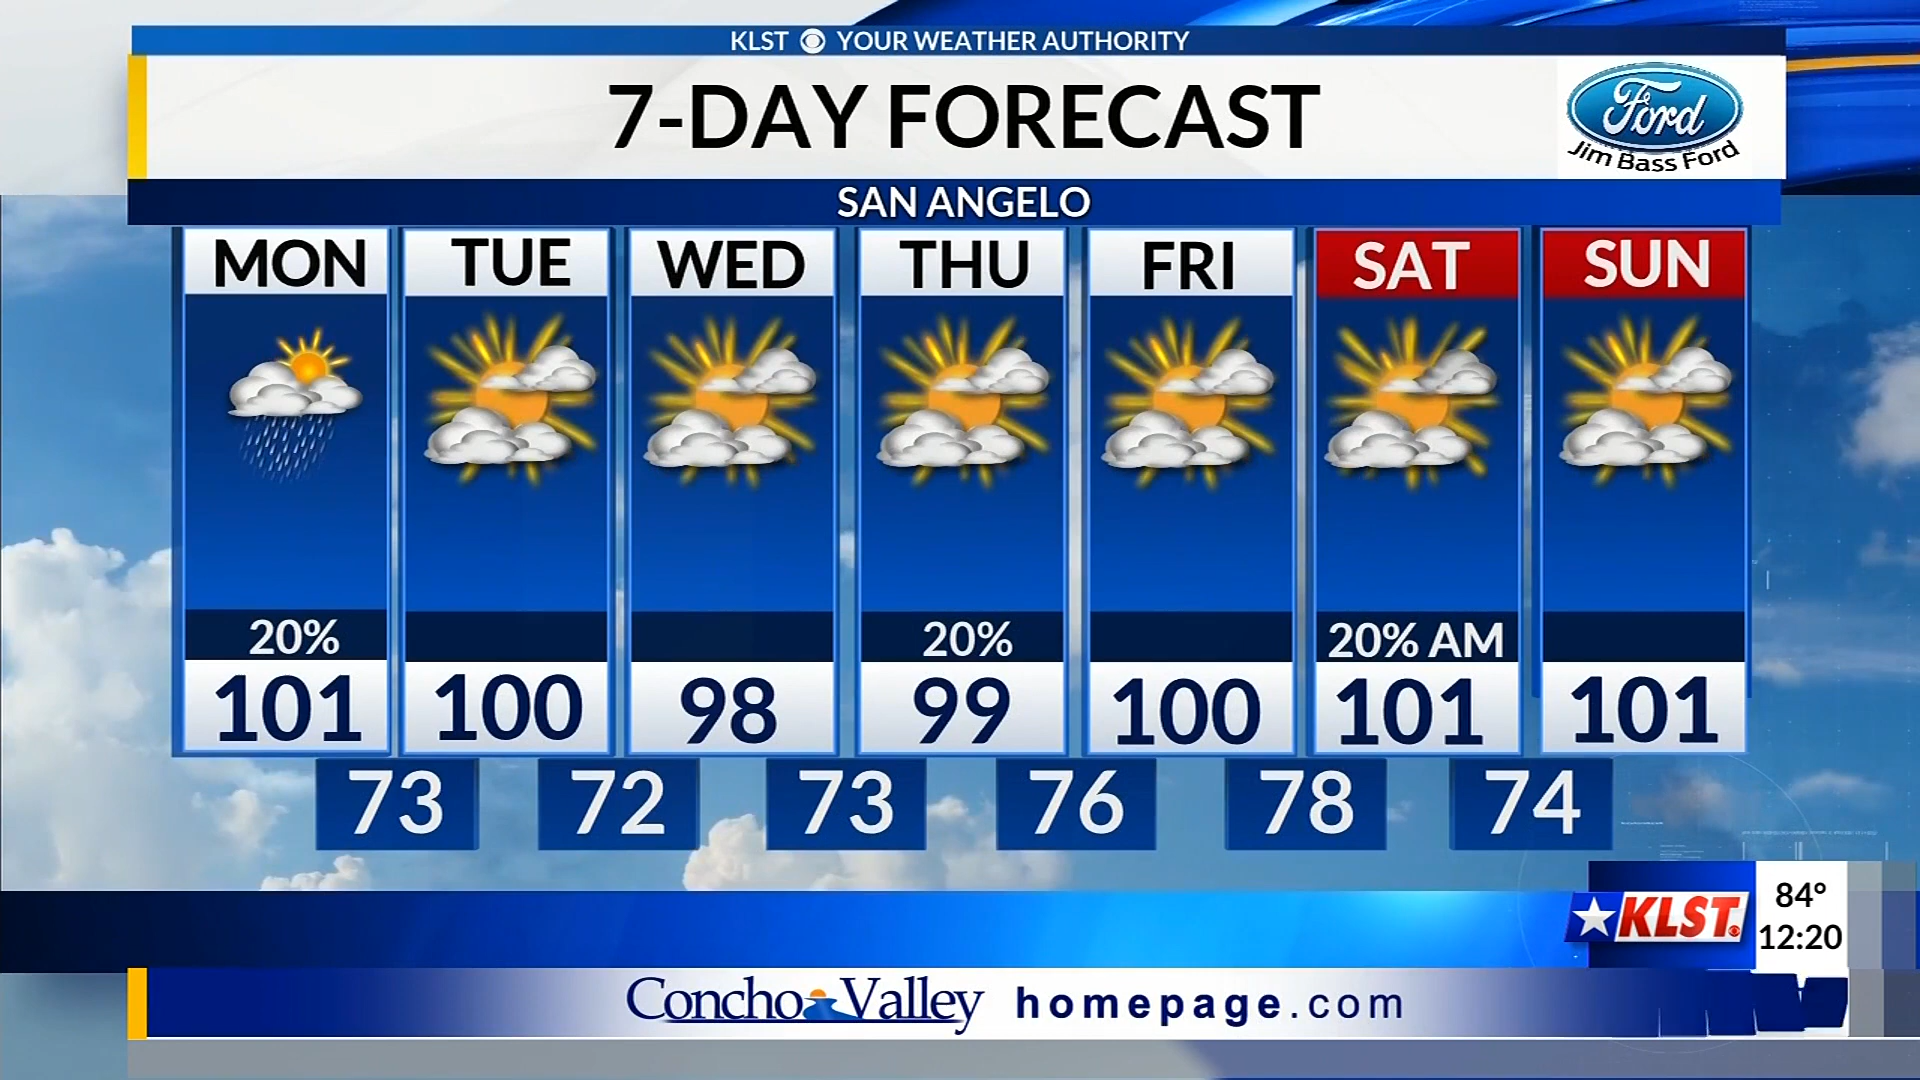 KLST YOUR WEATHER AUTHORITY
7-DAY FORECAST
Ford
Jim Bass Ford
SAN ANGELO
MON TUE WED THU FRI SAT SUN
20% 20% 20% AM
101 100 98 99 100 101 101
73 72 73 76 78 74
KLST
84°
12:20
Concho Valley homepage.com